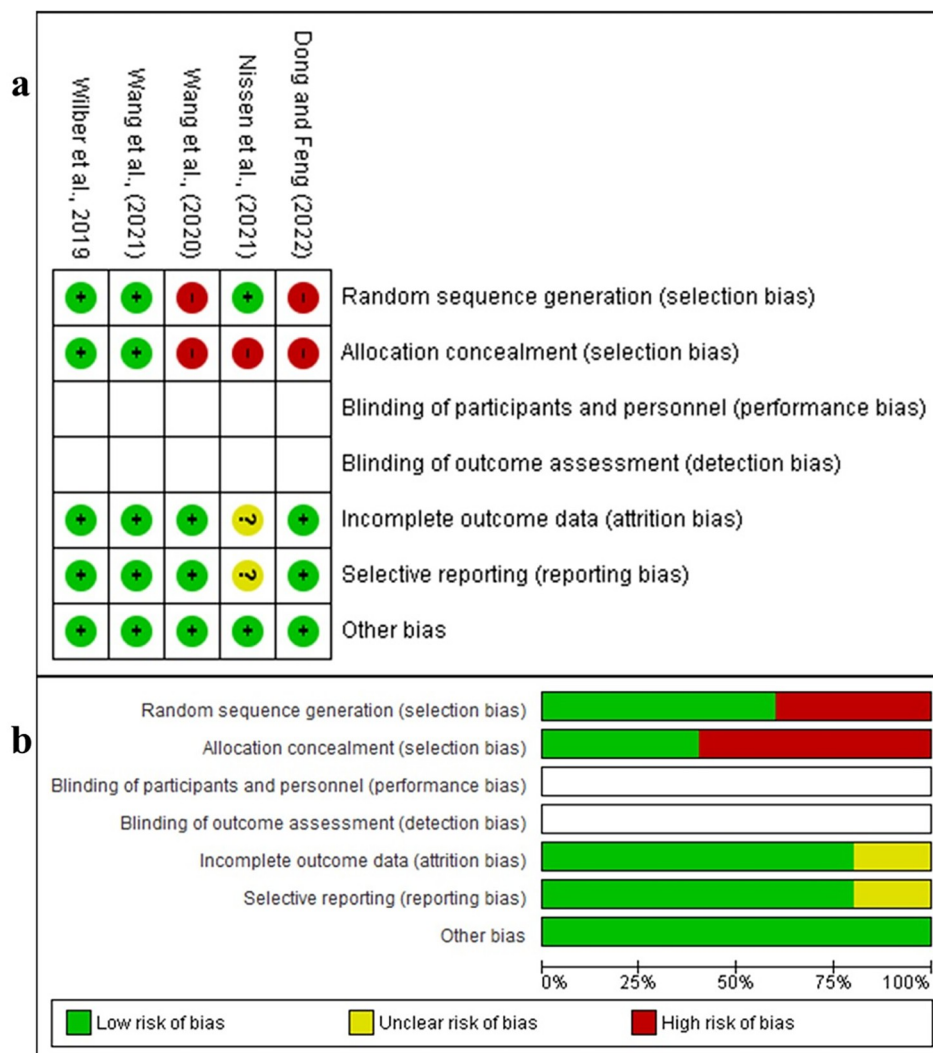 a
Wilber et al., 2019
Wang et al., (2021)
Wang et al., (2020)
Nissen et al., (2021)
Dong and Feng (2022)
+ + - + - Random sequence generation (selection bias)
+ + - - - Allocation concealment (selection bias)
Blinding of participants and personnel (performance bias)
Blinding of outcome assessment (detection bias)
+ + + ? + Incomplete outcome data (attrition bias)
+ + + ? + Selective reporting (reporting bias)
+ + + + + Other bias
b
Random sequence generation (selection bias)
Allocation concealment (selection bias)
Blinding of participants and personnel (performance bias)
Blinding of outcome assessment (detection bias)
Incomplete outcome data (attrition bias)
Selective reporting (reporting bias)
Other bias
0% 25% 50% 75% 100%
Low risk of bias Unclear risk of bias High risk of bias